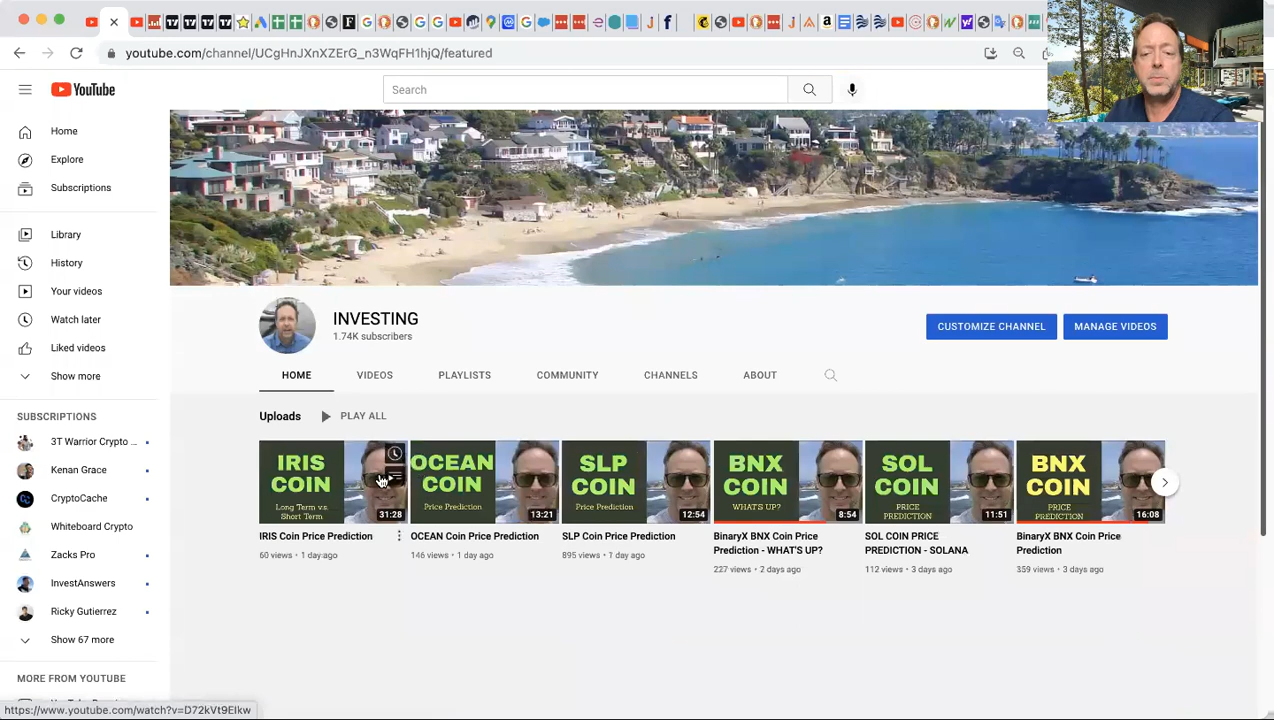 youtube.com/channel/UCgHnJXnXZErG_n3WqFH1hjQ/featured
YouTube
Search
Home
Explore
Subscriptions
Library
History
Your videos
Watch later
Liked videos
Show more
SUBSCRIPTIONS
3T Warrior Crypto ...
Kenan Grace
CryptoCache
Whiteboard Crypto
Zacks Pro
InvestAnswers
Ricky Gutierrez
Show 67 more
MORE FROM YOUTUBE
INVESTING
1.74K subscribers
CUSTOMIZE CHANNEL
MANAGE VIDEOS
HOME VIDEOS PLAYLISTS COMMUNITY CHANNELS ABOUT
Uploads PLAY ALL
IRIS
COIN
Long Term v.s.
Short Term
31:28
IRIS Coin Price Prediction
60 views • 1 day ago
OCEAN
COIN
Price Prediction
13:21
OCEAN Coin Price Prediction
146 views • 1 day ago
SLP
COIN
Price Prediction
12:54
SLP Coin Price Prediction
895 views • 1 day ago
BNX
COIN
WHAT'S UP?
8:54
BinaryX BNX Coin Price
Prediction - WHAT'S UP?
227 views • 2 days ago
SOL
COIN
PRICE
PREDICTION
11:51
SOL COIN PRICE
PREDICTION - SOLANA
112 views • 3 days ago
BNX
COIN
PRICE
PREDICTION
16:08
BinaryX BNX Coin Price
Prediction
359 views • 3 days ago
https://www.youtube.com/watch?v=D72kVt9EIkw